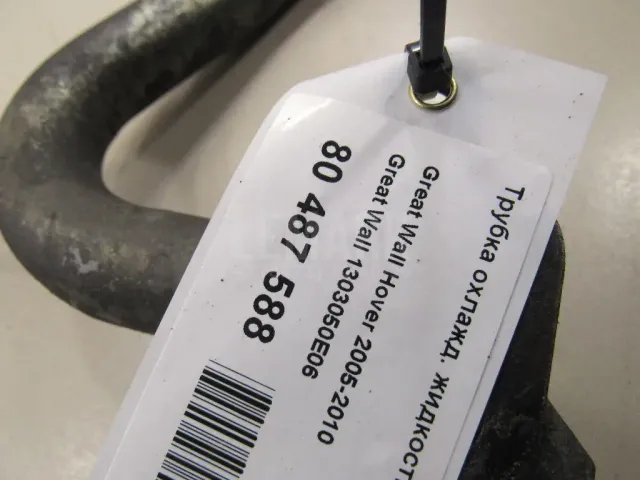 Трубка охлажд. жидкост
Great Wall Hover 2005-2010
Great Wall 1303050E06
80 487 588